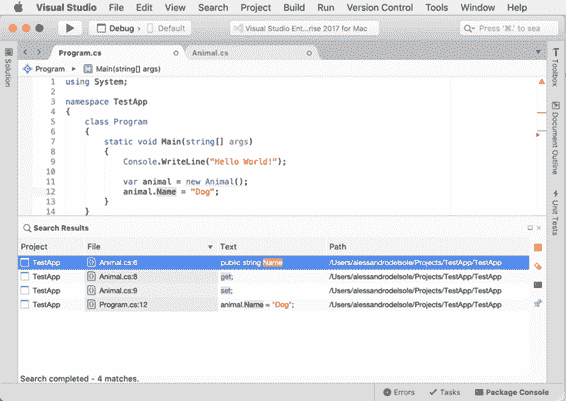 Visual Studio File Edit View Search Project Build Run Version Control Tools Window Help
Debug Default Visual Studio Ent...rise 2017 for Mac Press '⌘.' to sea
Program.cs Animal.cs
Program Main(string[] args)
1 using System;
2
3 namespace TestApp
4 {
5 class Program
6 {
7 static void Main(string[] args)
8 {
9 Console.WriteLine("Hello World!");
10
11 var animal = new Animal();
12 animal.Name = "Dog";
13 }
14 }
Solution
Toolbox
Document Outline
Unit Tests
Search Results
Project File Text Path
TestApp Animal.cs:6 public string Name /Users/alessandrodelsole/Projects/TestApp/TestApp
TestApp Animal.cs:8 get; /Users/alessandrodelsole/Projects/TestApp/TestApp
TestApp Animal.cs:9 set; /Users/alessandrodelsole/Projects/TestApp/TestApp
TestApp Program.cs:12 animal.Name = "Dog"; /Users/alessandrodelsole/Projects/TestApp/TestApp
Search completed - 4 matches.
Errors Tasks Package Console